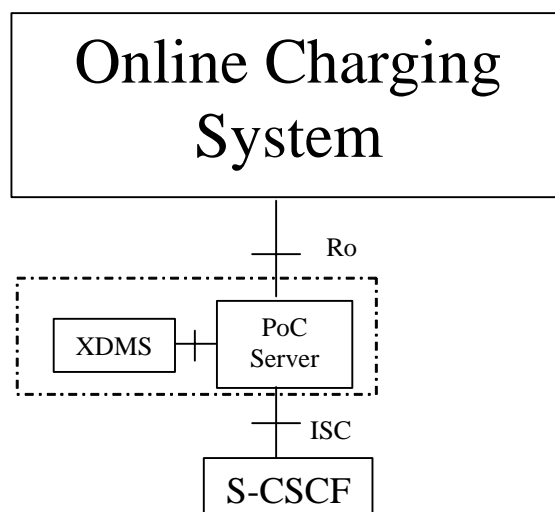 Online Charging
System
Ro
XDMS
PoC
Server
ISC
S-CSCF